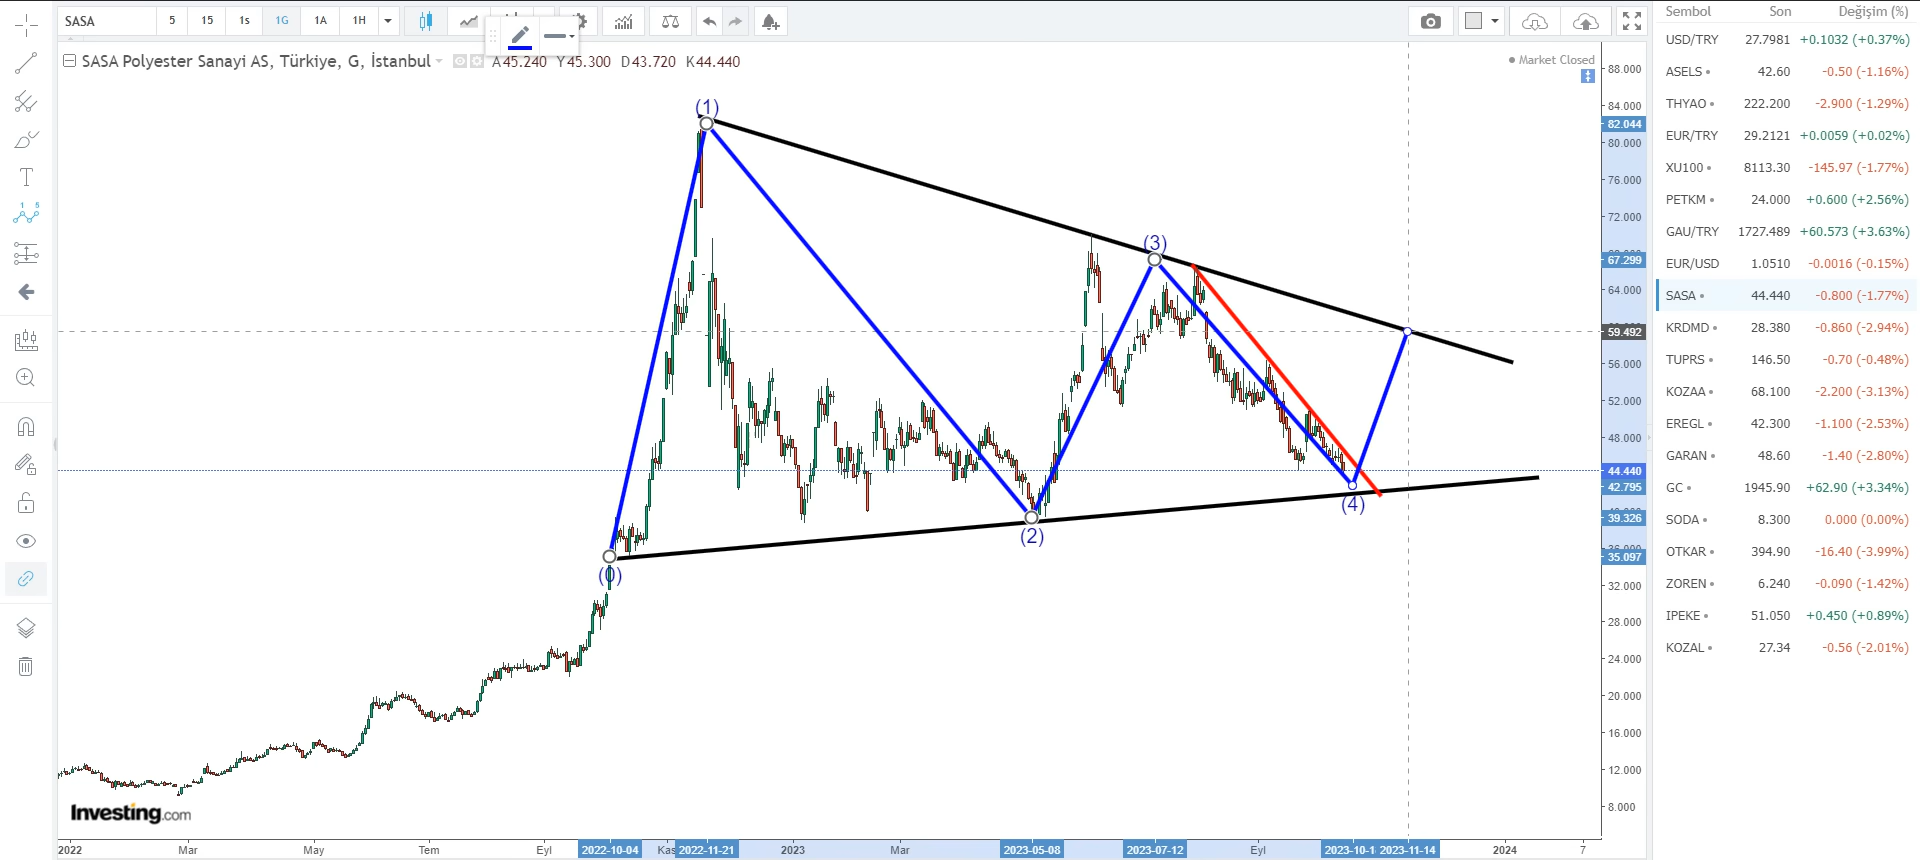 SASA 5 15 1s 1G 1A 1H
SASA Polyester Sanayi AS, Türkiye, G, İstanbul A45.240 Y45.300 D43.720 K44.440
Market Closed
(1)
(3)
(2)
(4)
(0)
88.000
84.000
82.044
80.000
76.000
72.000
67.299
64.000
59.492
56.000
52.000
48.000
44.440
42.795
39.326
35.097
32.000
28.000
24.000
20.000
16.000
12.000
8.000
Investing.com
2022 Mar May Tem Eyl 2022-10-04 Kas 2022-11-21 2023 Mar 2023-05-08 2023-07-12 Eyl 2023-10-1 2023-11-14 2024 7
Sembol Son Değişim (%)
USD/TRY 27.7981 +0.1032 (+0.37%)
ASELS 42.60 -0.50 (-1.16%)
THYAO 222.200 -2.900 (-1.29%)
EUR/TRY 29.2121 +0.0059 (+0.02%)
XU100 8113.30 -145.97 (-1.77%)
PETKM 24.000 +0.600 (+2.56%)
GAU/TRY 1727.489 +60.573 (+3.63%)
EUR/USD 1.0510 -0.0016 (-0.15%)
SASA 44.440 -0.800 (-1.77%)
KRDMD 28.380 -0.860 (-2.94%)
TUPRS 146.50 -0.70 (-0.48%)
KOZAA 68.100 -2.200 (-3.13%)
EREGL 42.300 -1.100 (-2.53%)
GARAN 48.60 -1.40 (-2.80%)
GC 1945.90 +62.90 (+3.34%)
SODA 8.300 0.000 (0.00%)
OTKAR 394.90 -16.40 (-3.99%)
ZOREN 6.240 -0.090 (-1.42%)
IPEKE 51.050 +0.450 (+0.89%)
KOZAL 27.34 -0.56 (-2.01%)